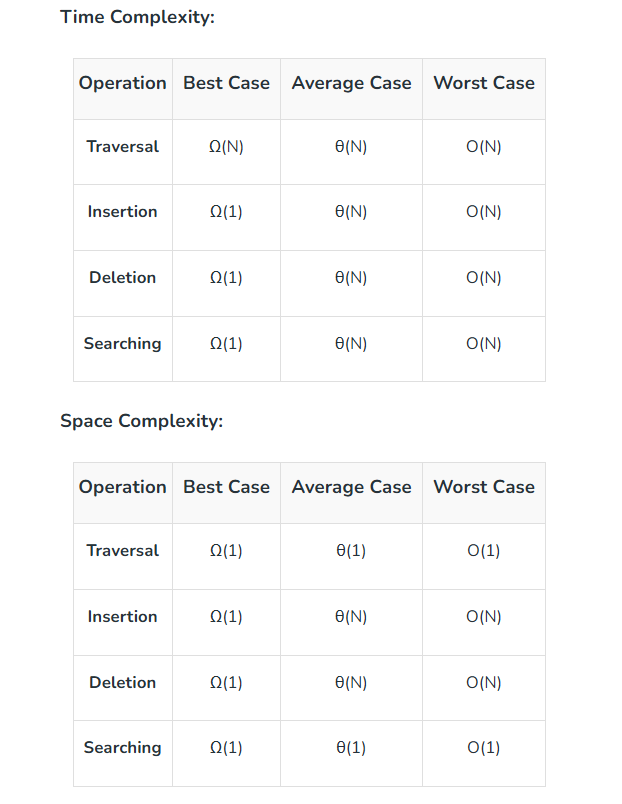 Time Complexity:
Operation Best Case Average Case Worst Case
Traversal Ω(N) θ(N) O(N)
Insertion Ω(1) θ(N) O(N)
Deletion Ω(1) θ(N) O(N)
Searching Ω(1) θ(N) O(N)
Space Complexity:
Operation Best Case Average Case Worst Case
Traversal Ω(1) θ(1) O(1)
Insertion Ω(1) θ(N) O(N)
Deletion Ω(1) θ(N) O(N)
Searching Ω(1) θ(1) O(1)